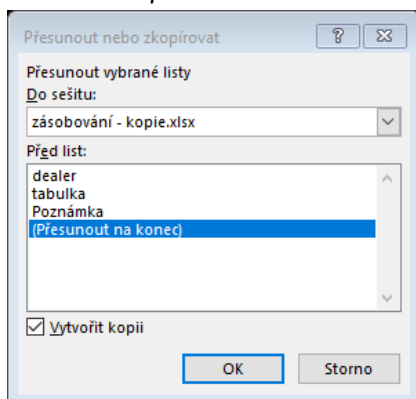 Přesunout nebo zkopírovat
Přesunout vybrané listy
Do sešitu:
zásobování - kopie.xlsx
Před list:
dealer
tabulka
Poznámka
(Přesunout na konec)
Vytvořit kopii
OK Storno